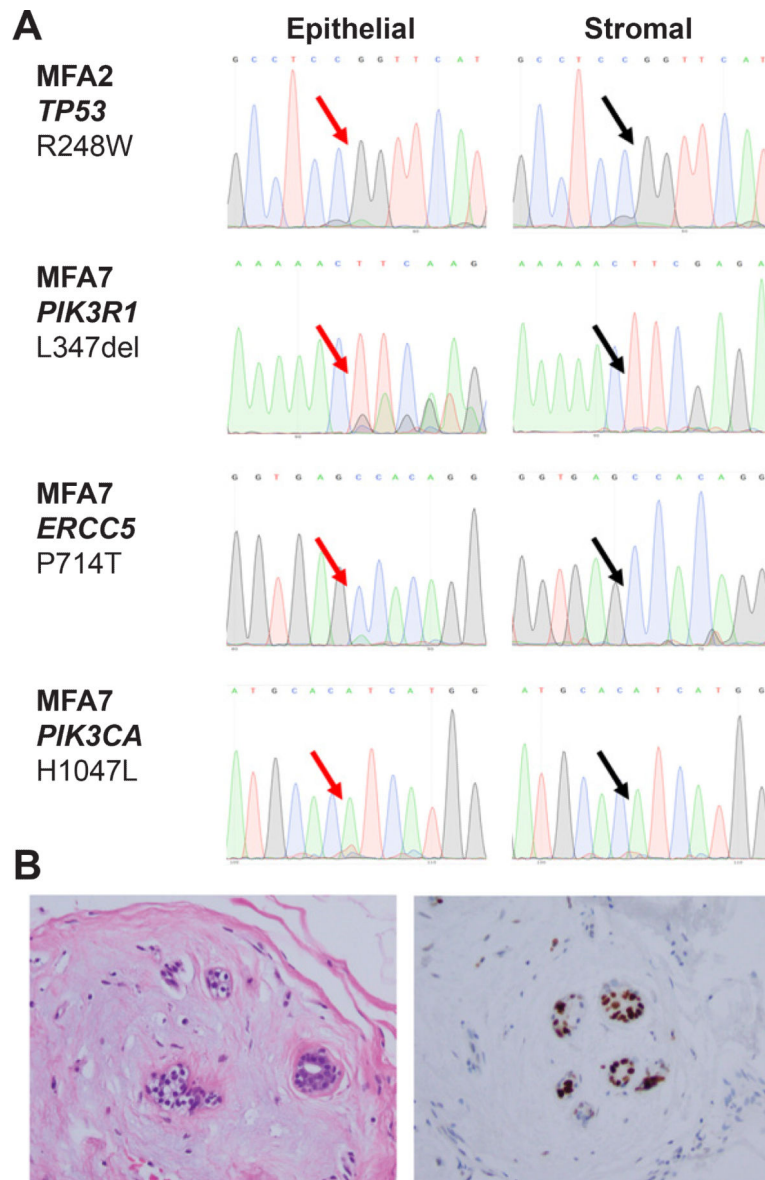 A
Epithelial Stromal
MFA2
TP53
R248W
G C C T C C G G T T C A T
G C C T C C G G T T C A T
MFA7
PIK3R1
L347del
A A A A A C T T C A A G
A A A A A C T T C G A G A
MFA7
ERCC5
P714T
G G T G A G C C A C A G G
G G T G A G C C A C A G G
MFA7
PIK3CA
H1047L
A T G C A C A T C A T G G
A T G C A C A T C A T G G
B